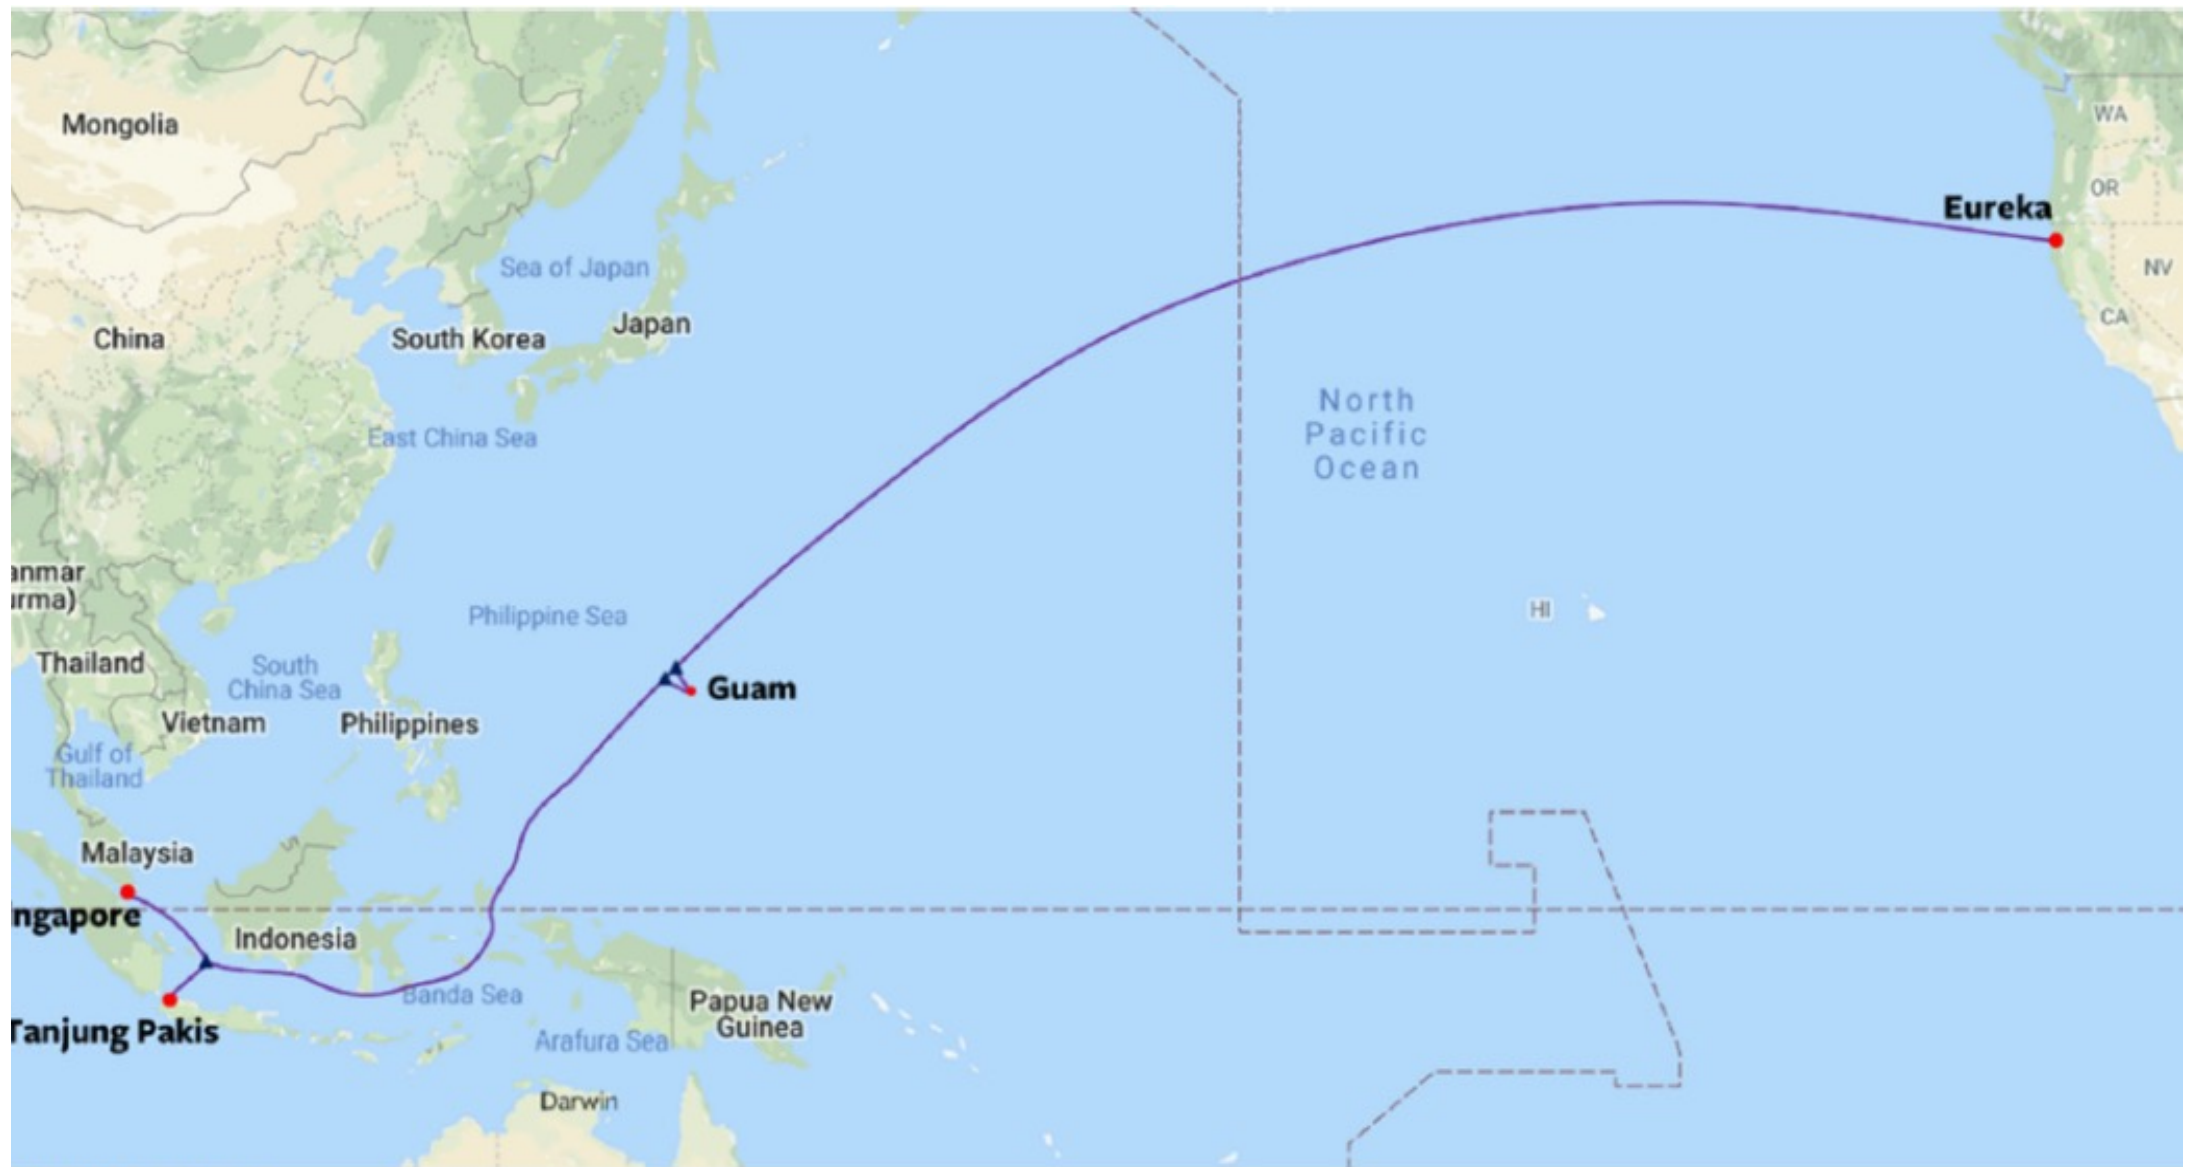 Mongolia
WA
OR
Eureka
NV
Sea of Japan
CA
Japan
China
South Korea
North
Pacific
Ocean
East China Sea
anmar
urma)
HI
Philippine Sea
Thailand
South
China Sea
Guam
Vietnam
Philippines
Gulf of
Thailand
Malaysia
ngapore
Indonesia
Banda Sea
Papua New
Guinea
Tanjung Pakis
Arafura Sea
Darwin